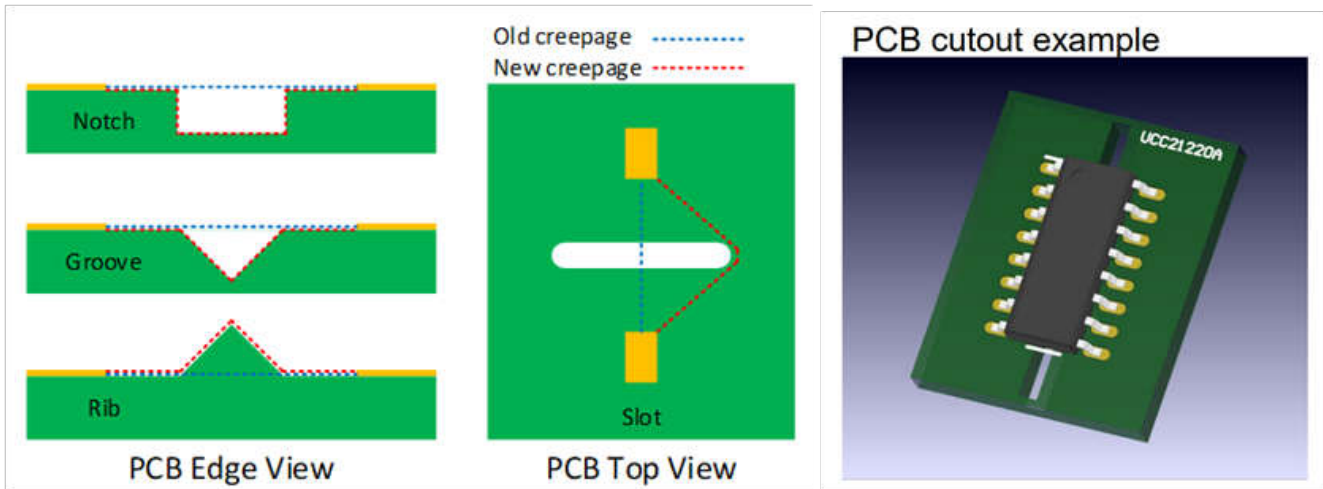 Old creepage
New creepage
Notch
Groove
Rib
PCB Edge View
Slot
PCB Top View
PCB cutout example
UCC21220A